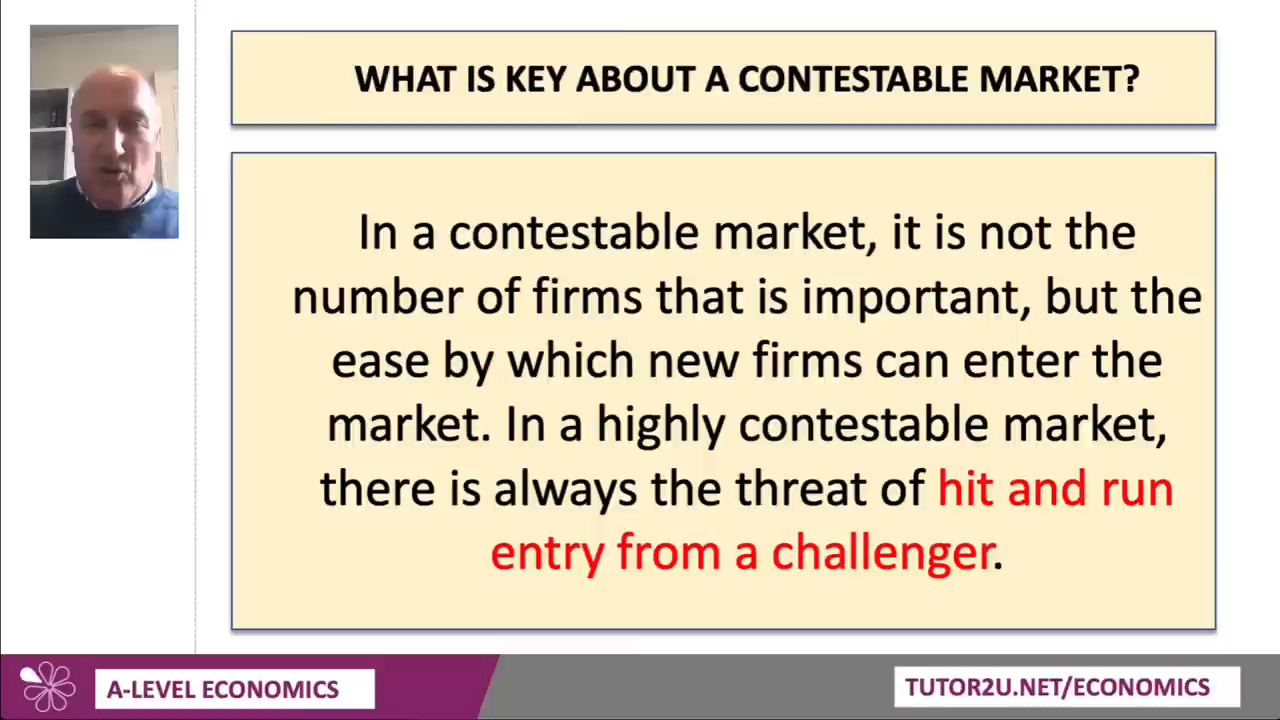 WHAT IS KEY ABOUT A CONTESTABLE MARKET?
In a contestable market, it is not the
number of firms that is important, but the
ease by which new firms can enter the
market. In a highly contestable market,
there is always the threat of hit and run
entry from a challenger.
A-LEVEL ECONOMICS
TUTOR2U.NET/ECONOMICS